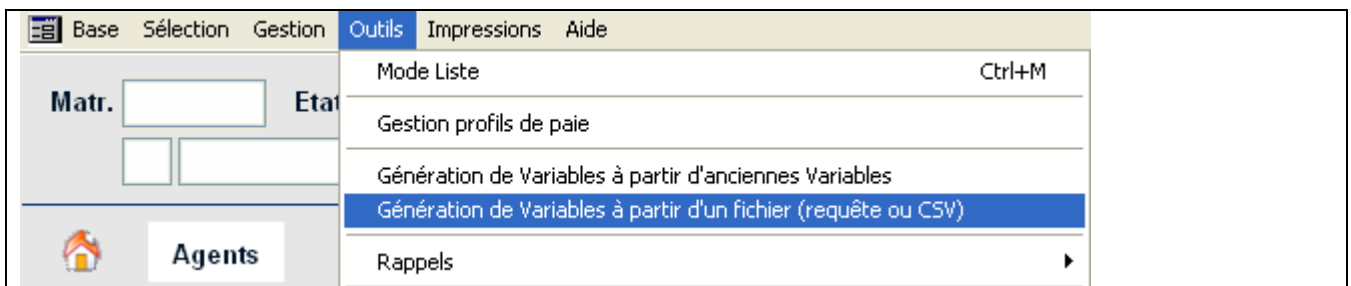 Base Sélection Gestion Outils Impressions Aide
Mode Liste Ctrl+M
Matr. Etat
Gestion profils de paie
Génération de Variables à partir d'anciennes Variables
Génération de Variables à partir d'un fichier (requête ou CSV)
Agents
Rappels